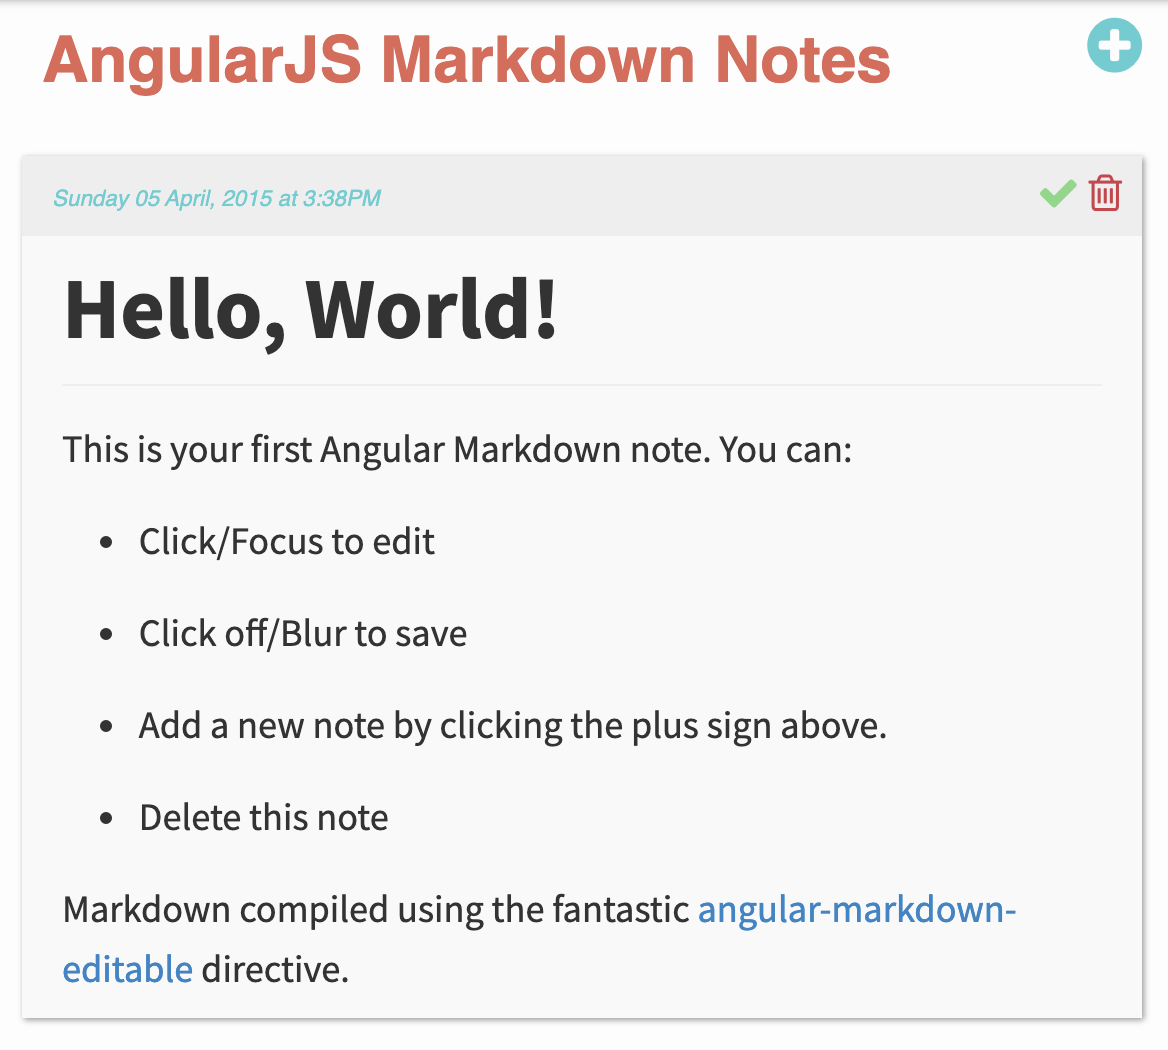 AngularJS Markdown Notes
Sunday 05 April, 2015 at 3:38PM
Hello, World!
This is your first Angular Markdown note. You can:
Click/Focus to edit
Click off/Blur to save
Add a new note by clicking the plus sign above.
Delete this note
Markdown compiled using the fantastic angular-markdown-
editable directive.